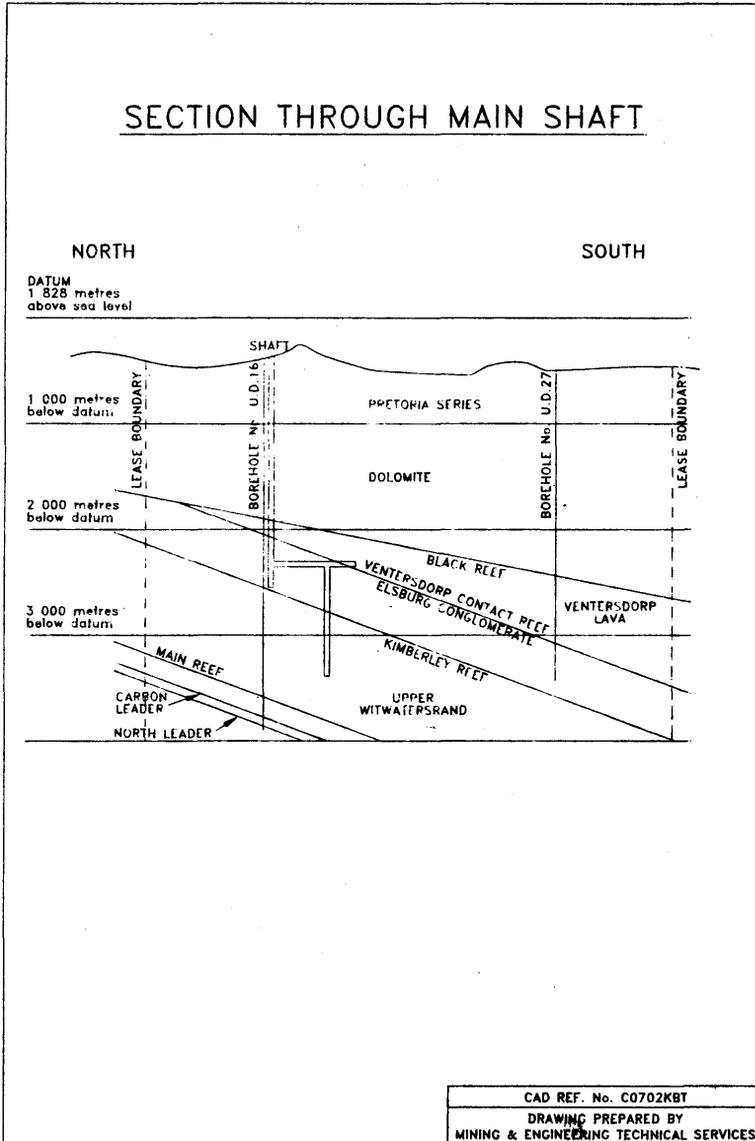 SECTION THROUGH MAIN SHAFT
NORTH
SOUTH
DATUM
1 828 metres
above sea level
SHAFT
1 000 metres
below datum
LEASE BOUNDARY
BOREHOLE No U.D.16
PRETORIA SERIES
BOREHOLE No U.D.27
LEASE BOUNDARY
DOLOMITE
2 000 metres
below datum
BLACK REEF
VENTERSDORP CONTACT REEF
ELSBURG CONGLOMERATE
VENTERSDORP
LAVA
3 000 metres
below datum
KIMBERLEY REEF
MAIN REEF
CARBON
LEADER
UPPER
WITWATERSRAND
NORTH LEADER
CAD REF. No. C0702KBT
DRAWING PREPARED BY
MINING & ENGINEERING TECHNICAL SERVICES